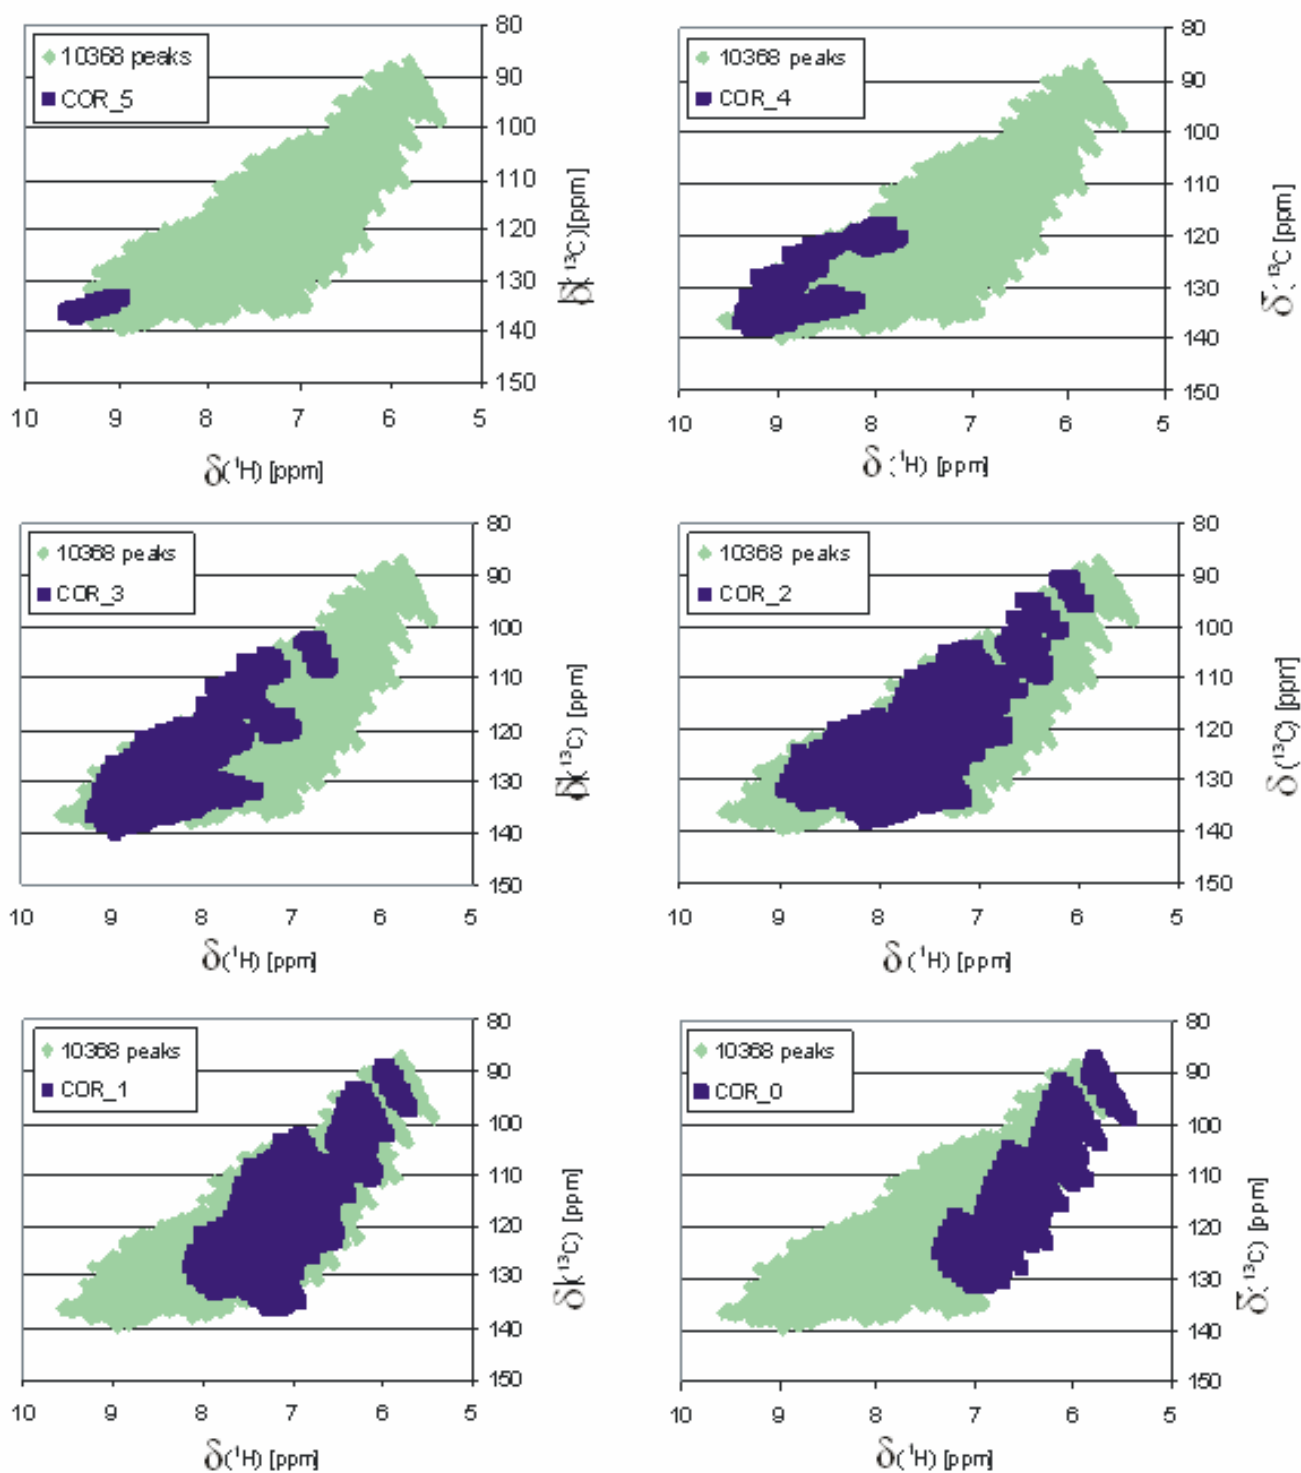 10368 peaks
COR_5
80
90
100
110
120
130
140
150
10 9 8 7 6 5
δ(¹H) [ppm]
δ(¹³C)[ppm]
10368 peaks
COR_4
80
90
100
110
120
130
140
150
10 9 8 7 6 5
δ (¹H) [ppm]
δ(¹³C [ppm]
10368 peaks
COR_3
80
90
100
110
120
130
140
150
10 9 8 7 6 5
δ(¹H) [ppm]
δ(¹³C) [ppm]
10368 peaks
COR_2
80
90
100
110
120
130
140
150
10 9 8 7 6 5
δ (¹H) [ppm]
δ (¹³C) [ppm]
10368 peaks
COR_1
80
90
100
110
120
130
140
150
10 9 8 7 6 5
δ(¹H) [ppm]
δ(¹³C) [ppm]
10368 peaks
COR_0
80
90
100
110
120
130
140
150
10 9 8 7 6 5
δ(¹H) [ppm]
δ(¹³C) [ppm]